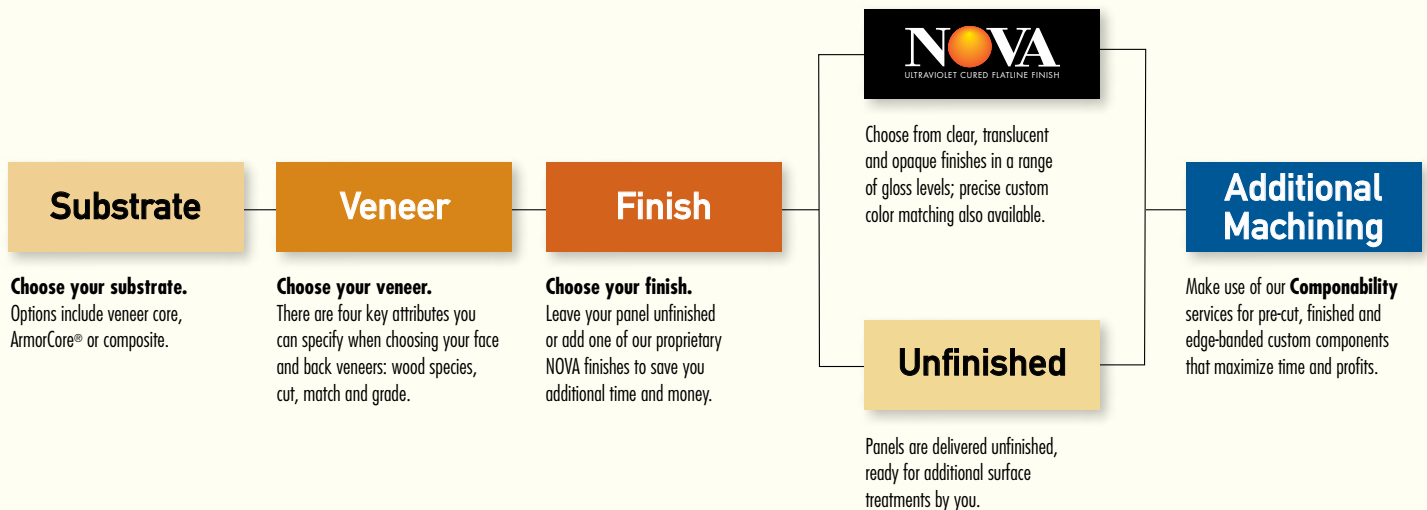 Substrate
Choose your substrate.
Options include veneer core,
ArmorCore® or composite.
Veneer
Choose your veneer.
There are four key attributes you
can specify when choosing your face
and back veneers: wood species,
cut, match and grade.
Finish
Choose your finish.
Leave your panel unfinished
or add one of our proprietary
NOVA finishes to save you
additional time and money.
NOVA
ULTRAVIOLET CURED FLATLINE FINISH
Choose from clear, translucent
and opaque finishes in a range
of gloss levels; precise custom
color matching also available.
Unfinished
Panels are delivered unfinished,
ready for additional surface
treatments by you.
Additional
Machining
Make use of our Componability
services for pre-cut, finished and
edge-banded custom components
that maximize time and profits.